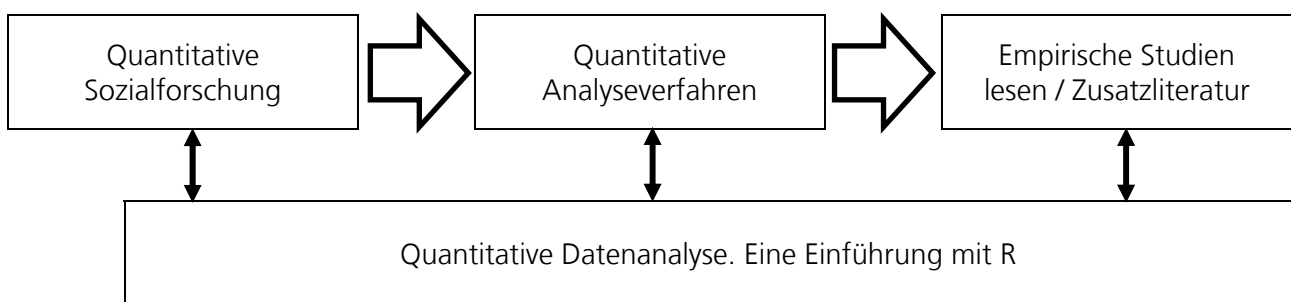 Quantitative
Sozialforschung
Quantitative
Analyseverfahren
Empirische Studien
lesen / Zusatzliteratur
Quantitative Datenanalyse. Eine Einführung mit R